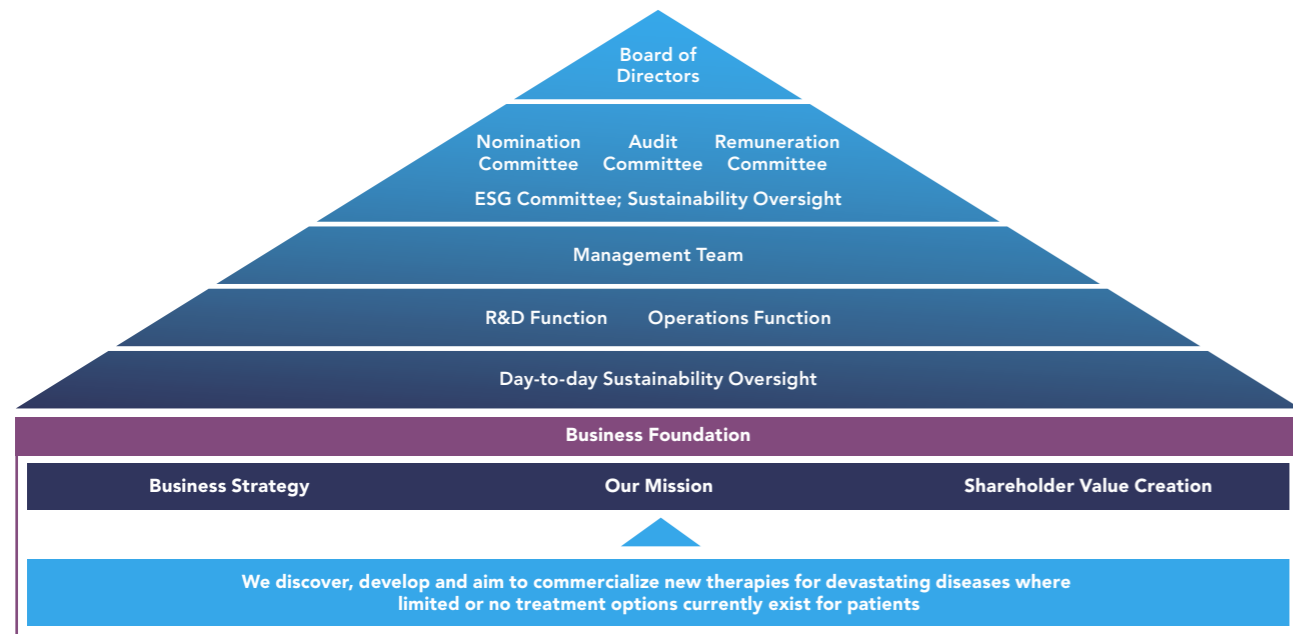 Board of
Directors
Nomination Audit Remuneration
Committee Committee Committee
ESG Committee; Sustainability Oversight
Management Team
R&D Function Operations Function
Day-to-day Sustainability Oversight
Business Foundation
Business Strategy Our Mission Shareholder Value Creation
We discover, develop and aim to commercialize new therapies for devastating diseases where
limited or no treatment options currently exist for patients